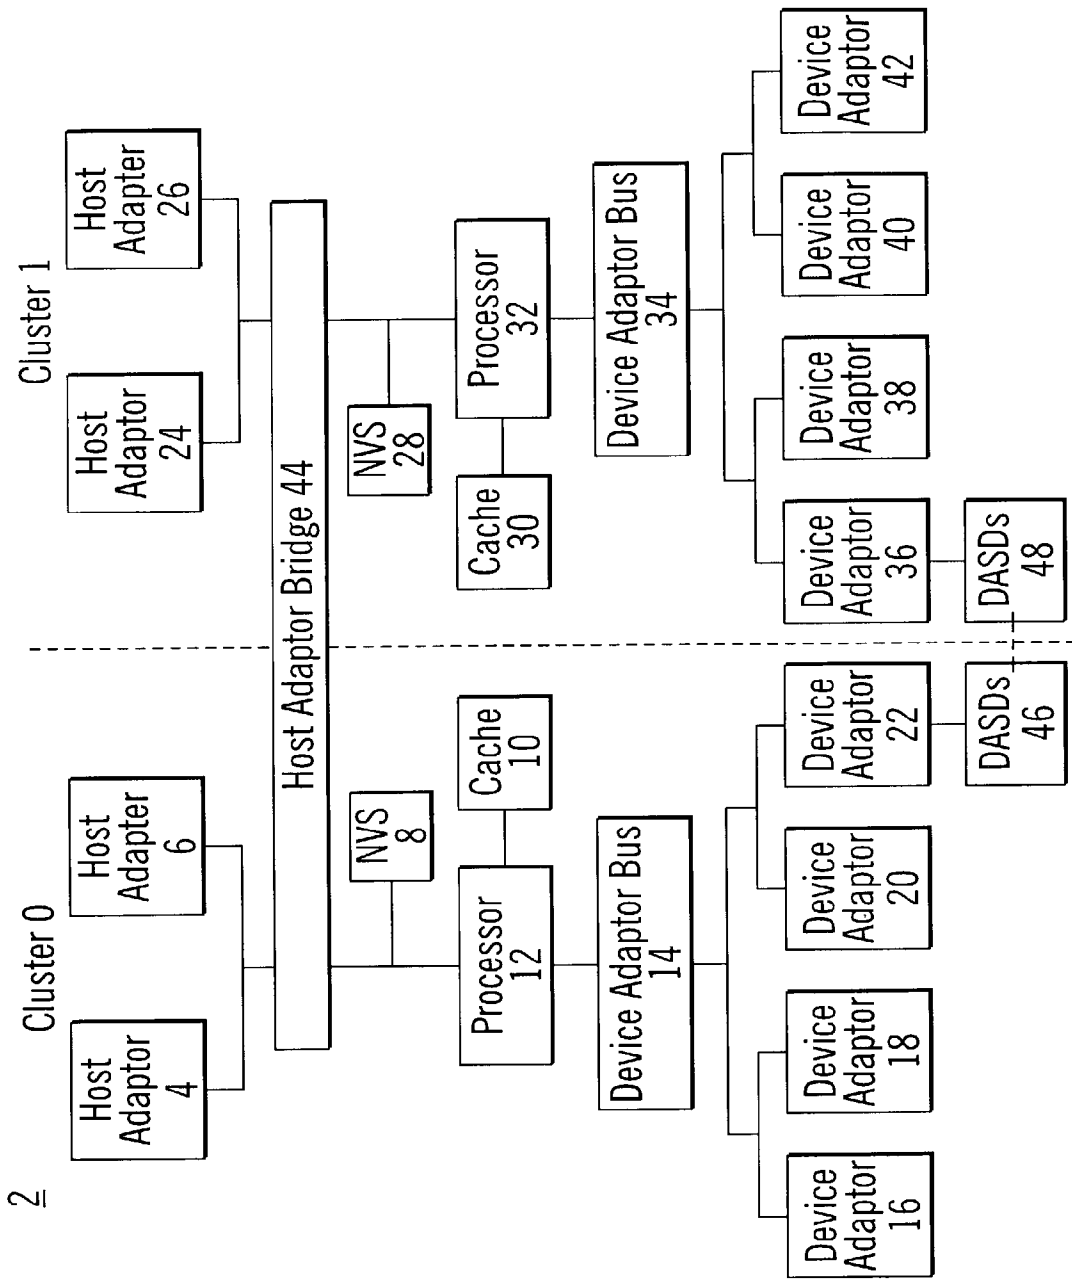 2
Cluster 0
Cluster 1
Host
Adaptor
4
Host
Adapter
6
Host
Adaptor
24
Host
Adapter
26
Host Adaptor Bridge 44
NVS
8
NVS
28
Processor
12
Cache
10
Cache
30
Processor
32
Device Adaptor Bus
14
Device Adaptor Bus
34
Device
Adaptor
16
Device
Adaptor
18
Device
Adaptor
20
Device
Adaptor
22
Device
Adaptor
36
Device
Adaptor
38
Device
Adaptor
40
Device
Adaptor
42
DASDs
46
DASDs
48